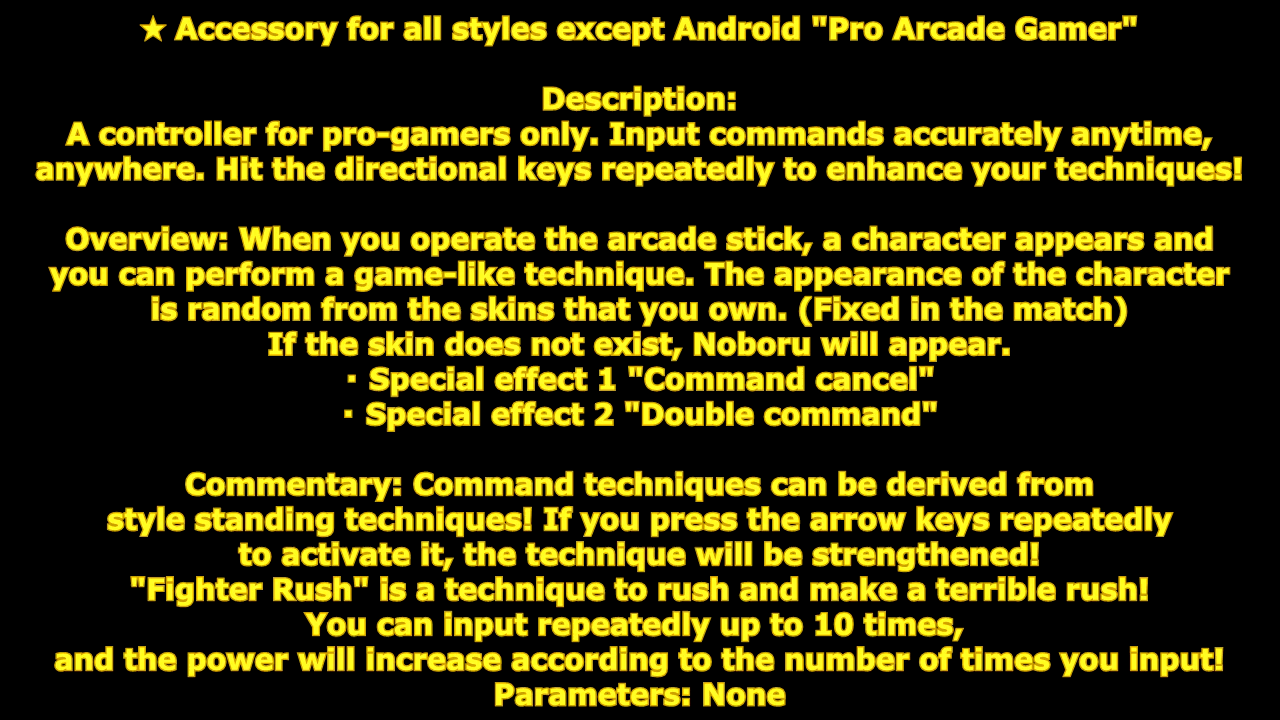 ★ Accessory for all styles except Android "Pro Arcade Gamer"
Description:
A controller for pro-gamers only. Input commands accurately anytime,
anywhere. Hit the directional keys repeatedly to enhance your techniques!
Overview: When you operate the arcade stick, a character appears and
you can perform a game-like technique. The appearance of the character
is random from the skins that you own. (Fixed in the match)
If the skin does not exist, Noboru will appear.
· Special effect 1 "Command cancel"
· Special effect 2 "Double command"
Commentary: Command techniques can be derived from
style standing techniques! If you press the arrow keys repeatedly
to activate it, the technique will be strengthened!
"Fighter Rush" is a technique to rush and make a terrible rush!
You can input repeatedly up to 10 times,
and the power will increase according to the number of times you input!
Parameters: None